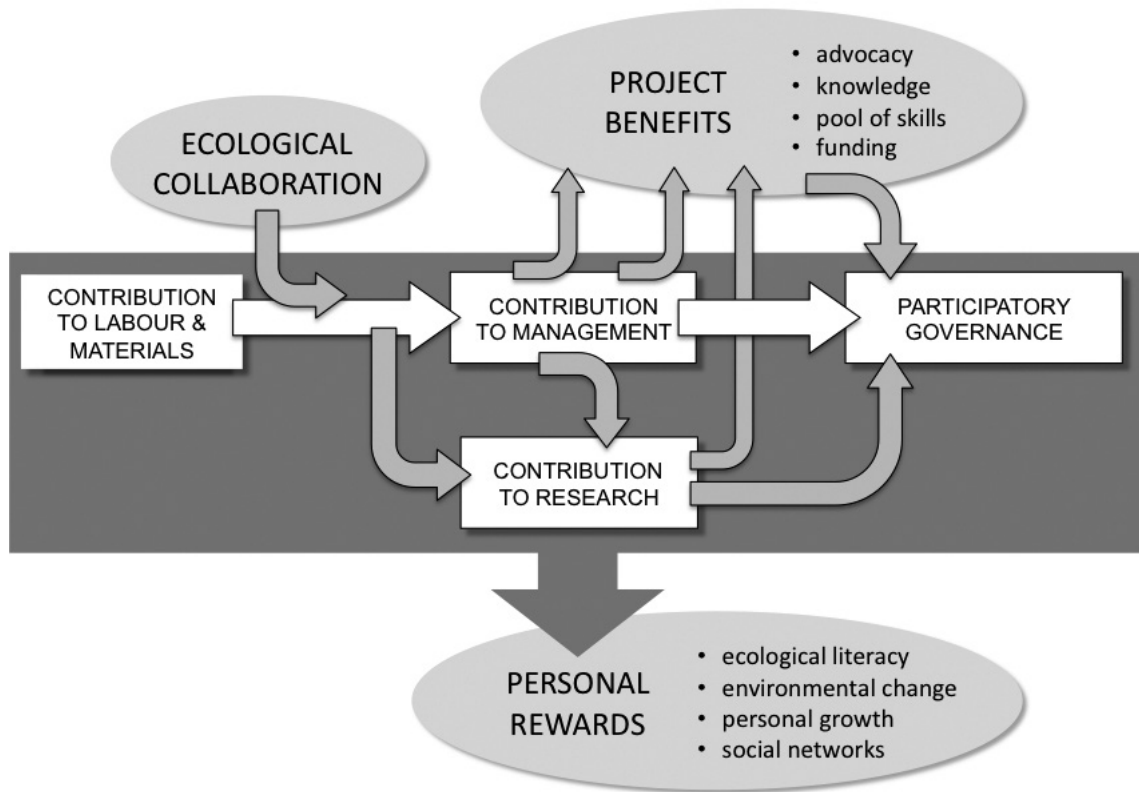 PROJECT
BENEFITS
• advocacy
• knowledge
• pool of skills
• funding
ECOLOGICAL
COLLABORATION
CONTRIBUTION
TO LABOUR &
MATERIALS
CONTRIBUTION
TO MANAGEMENT
PARTICIPATORY
GOVERNANCE
CONTRIBUTION
TO RESEARCH
PERSONAL
REWARDS
• ecological literacy
• environmental change
• personal growth
• social networks